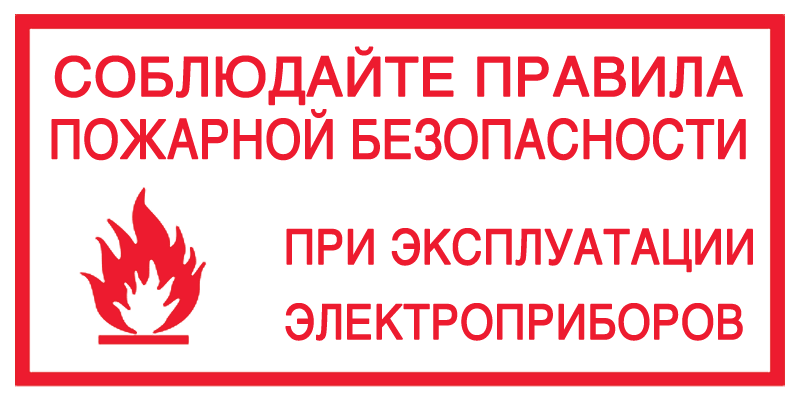 СОБЛЮДАЙТЕ ПРАВИЛА
ПОЖАРНОЙ БЕЗОПАСНОСТИ
ПРИ ЭКСПЛУАТАЦИИ
ЭЛЕКТРОПРИБОРОВ